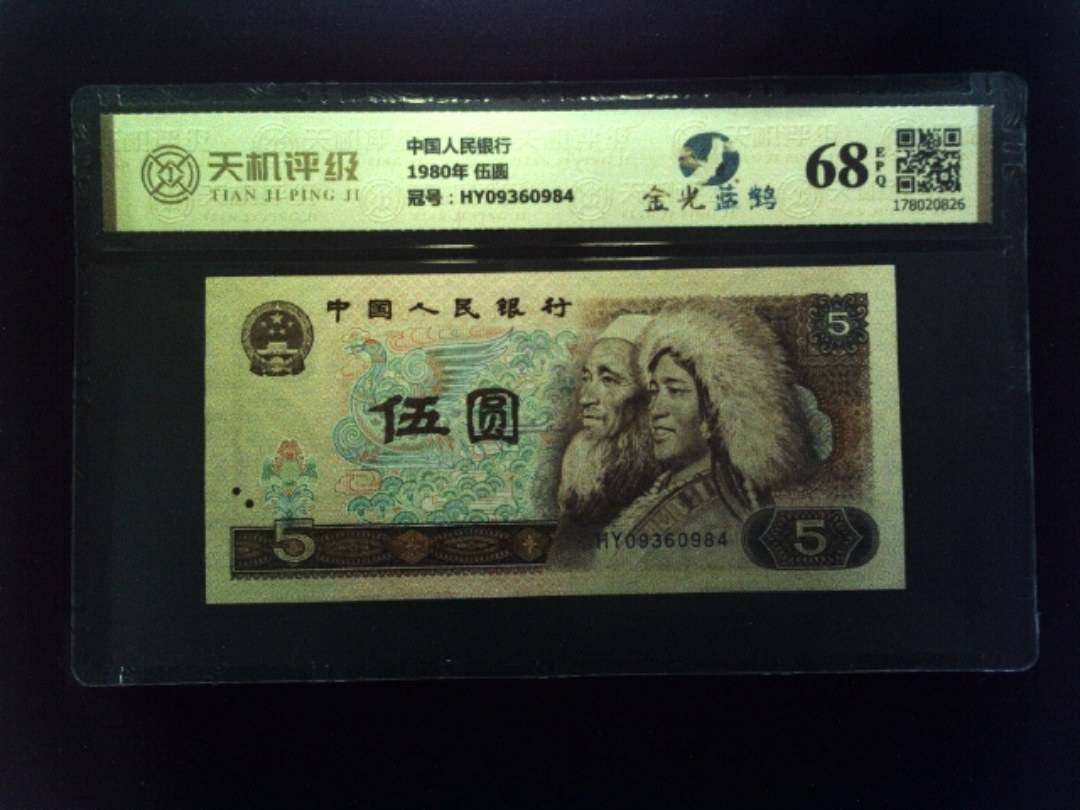 天机评级
TIAN JI PING JI
中国人民银行
1980年 伍圆
冠号：HY09360984
金光蓝鹤
68
EPQ
178020826
中国人民银行
5
伍圆
5
HY09360984
5